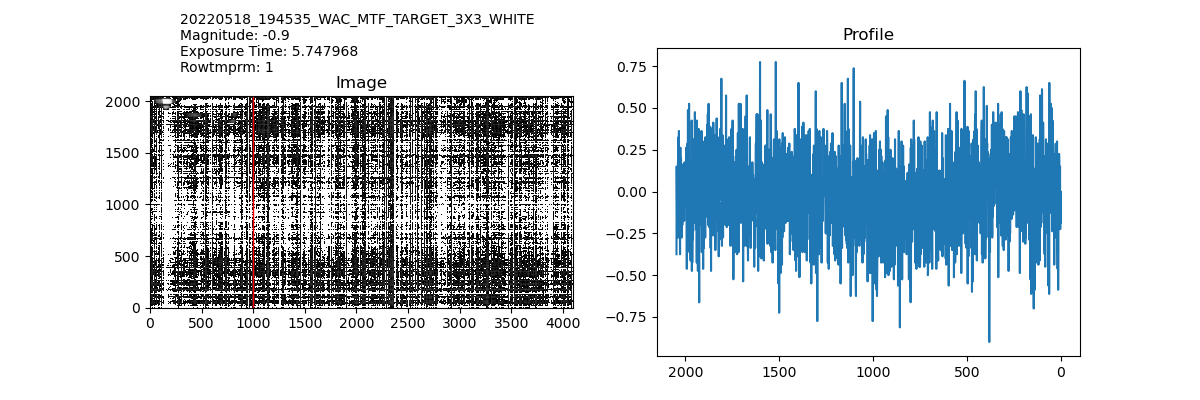 20220518_194535_WAC_MTF_TARGET_3X3_WHITE
Magnitude: -0.9
Exposure Time: 5.747968
Rowtmprm: 1
Image
2000
1500
1000
500
0
0 500 1000 1500 2000 2500 3000 3500 4000
Profile
0.75
0.50
0.25
0.00
−0.25
−0.50
−0.75
2000 1500 1000 500 0